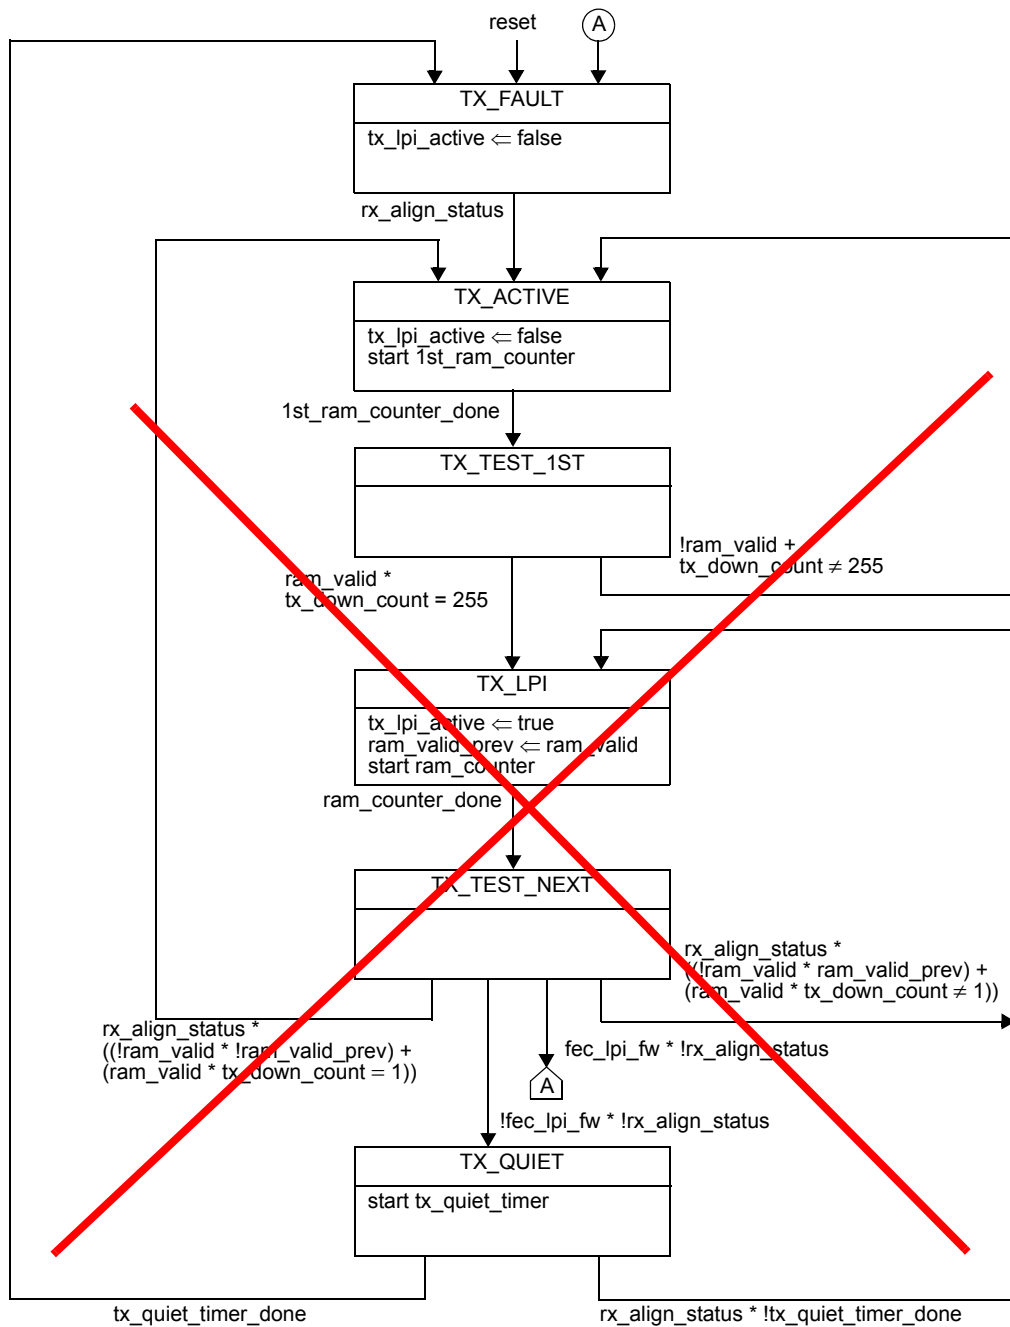 reset
A
TX_FAULT
tx_lpi_active ⇐ false
rx_align_status
TX_ACTIVE
tx_lpi_active ⇐ false
start 1st_ram_counter
1st_ram_counter_done
TX_TEST_1ST
ram_valid *
tx_down_count = 255
!ram_valid +
tx_down_count ≠ 255
TX_LPI
tx_lpi_active ⇐ true
ram_valid_prev ⇐ ram_valid
start ram_counter
ram_counter_done
TX_TEST_NEXT
rx_align_status *
((!ram_valid * ram_valid_prev) +
(ram_valid * tx_down_count ≠ 1))
rx_align_status *
((!ram_valid * !ram_valid_prev) +
(ram_valid * tx_down_count = 1))
fec_lpi_fw * !rx_align_status
A
!fec_lpi_fw * !rx_align_status
TX_QUIET
start tx_quiet_timer
tx_quiet_timer_done
rx_align_status * !tx_quiet_timer_done